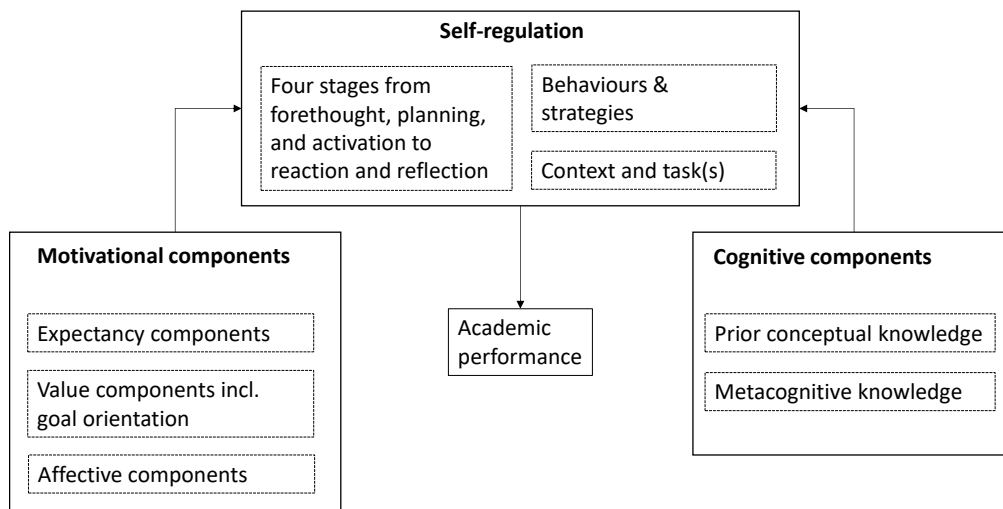 Self-regulation
Four stages from
forethought, planning,
and activation to
reaction and reflection
Behaviours &
strategies
Context and task(s)
Motivational components
Expectancy components
Value components incl.
goal orientation
Affective components
Academic
performance
Cognitive components
Prior conceptual knowledge
Metacognitive knowledge